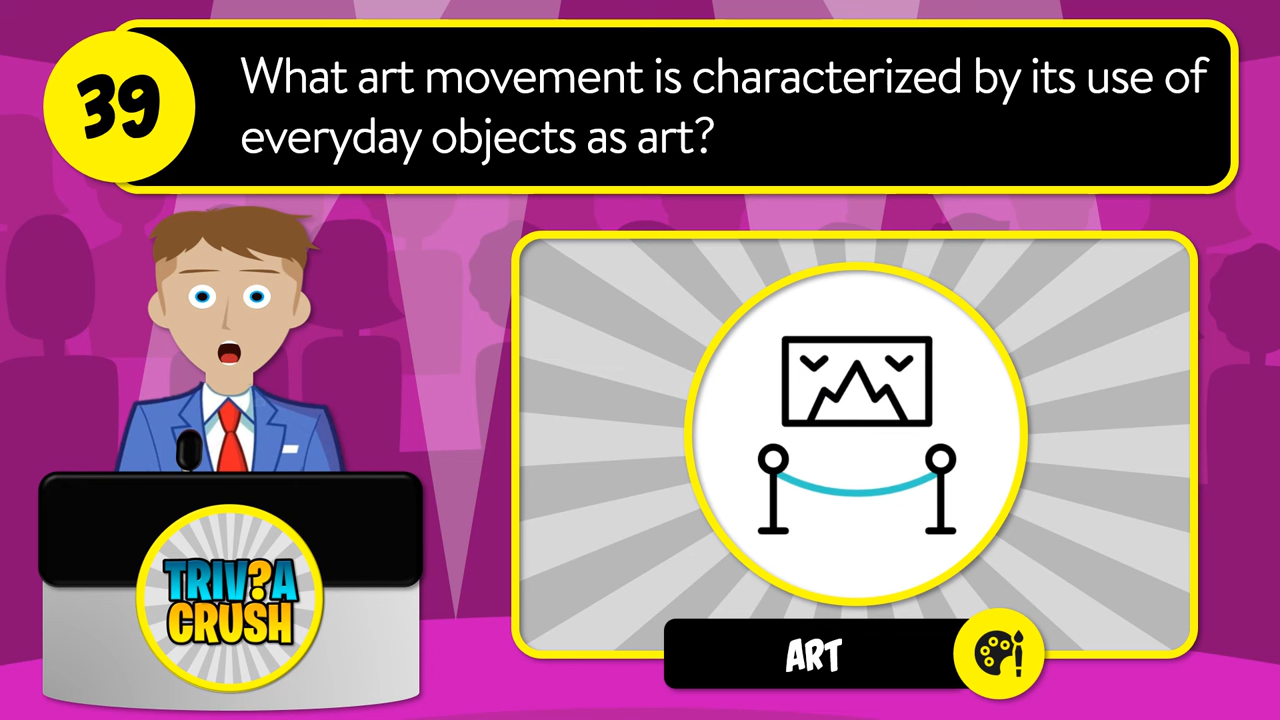 39
What art movement is characterized by its use of
everyday objects as art?
TRIV?A
CRUSH
ART